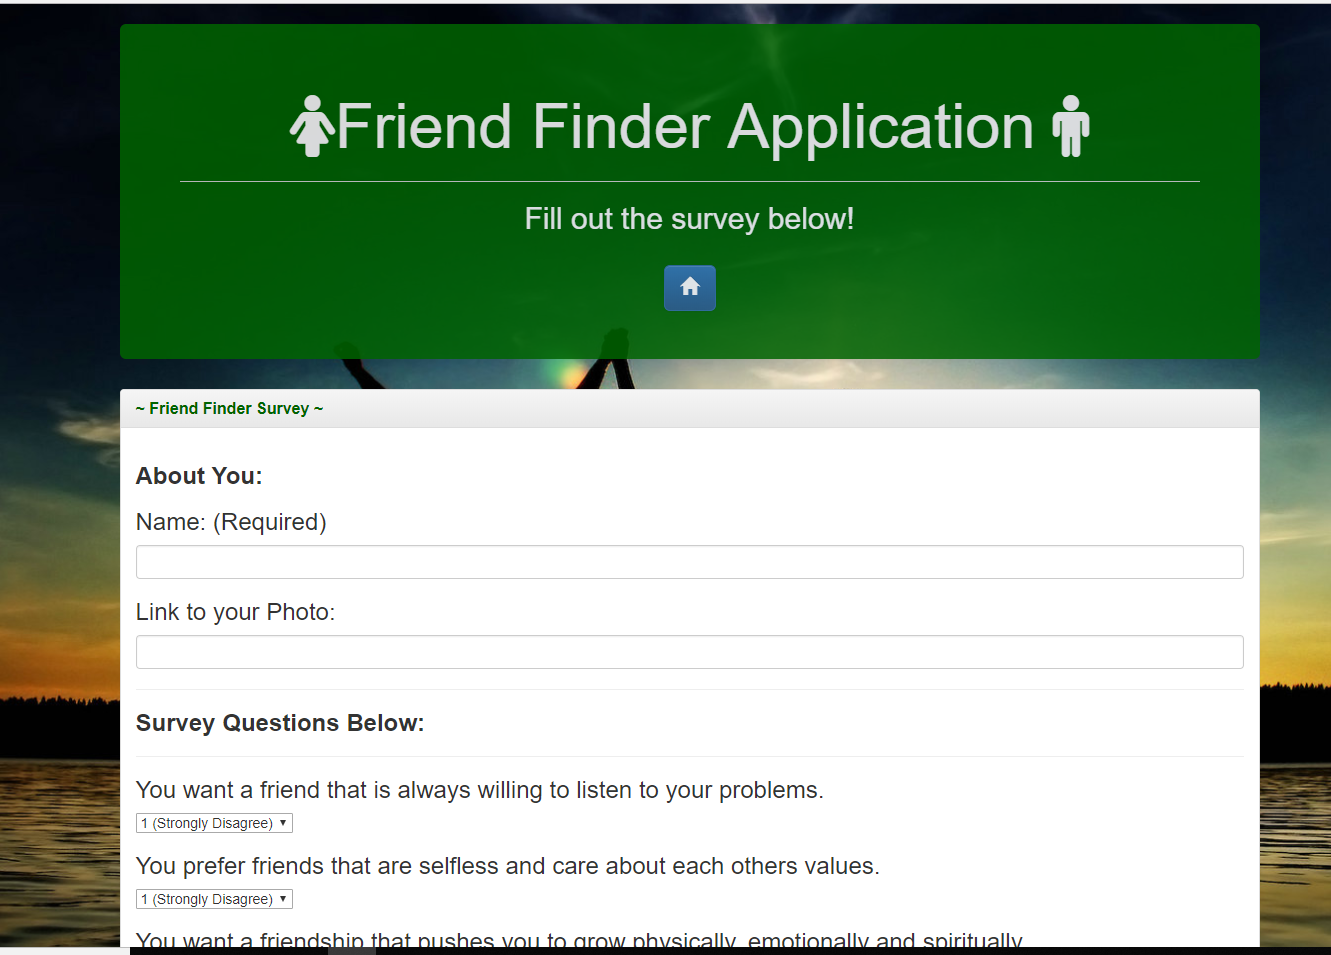 Friend Finder Application
Fill out the survey below!
~ Friend Finder Survey ~
About You:
Name: (Required)
Link to your Photo:
Survey Questions Below:
You want a friend that is always willing to listen to your problems.
1 (Strongly Disagree)
You prefer friends that are selfless and care about each others values.
1 (Strongly Disagree)
You want a friendship that pushes you to grow physically, emotionally and spiritually